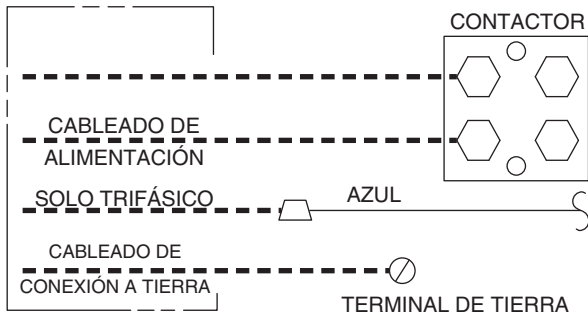 CONTACTOR
CABLEADO DE
ALIMENTACIÓN
SOLO TRIFÁSICO
AZUL
CABLEADO DE
CONEXIÓN A TIERRA
TERMINAL DE TIERRA